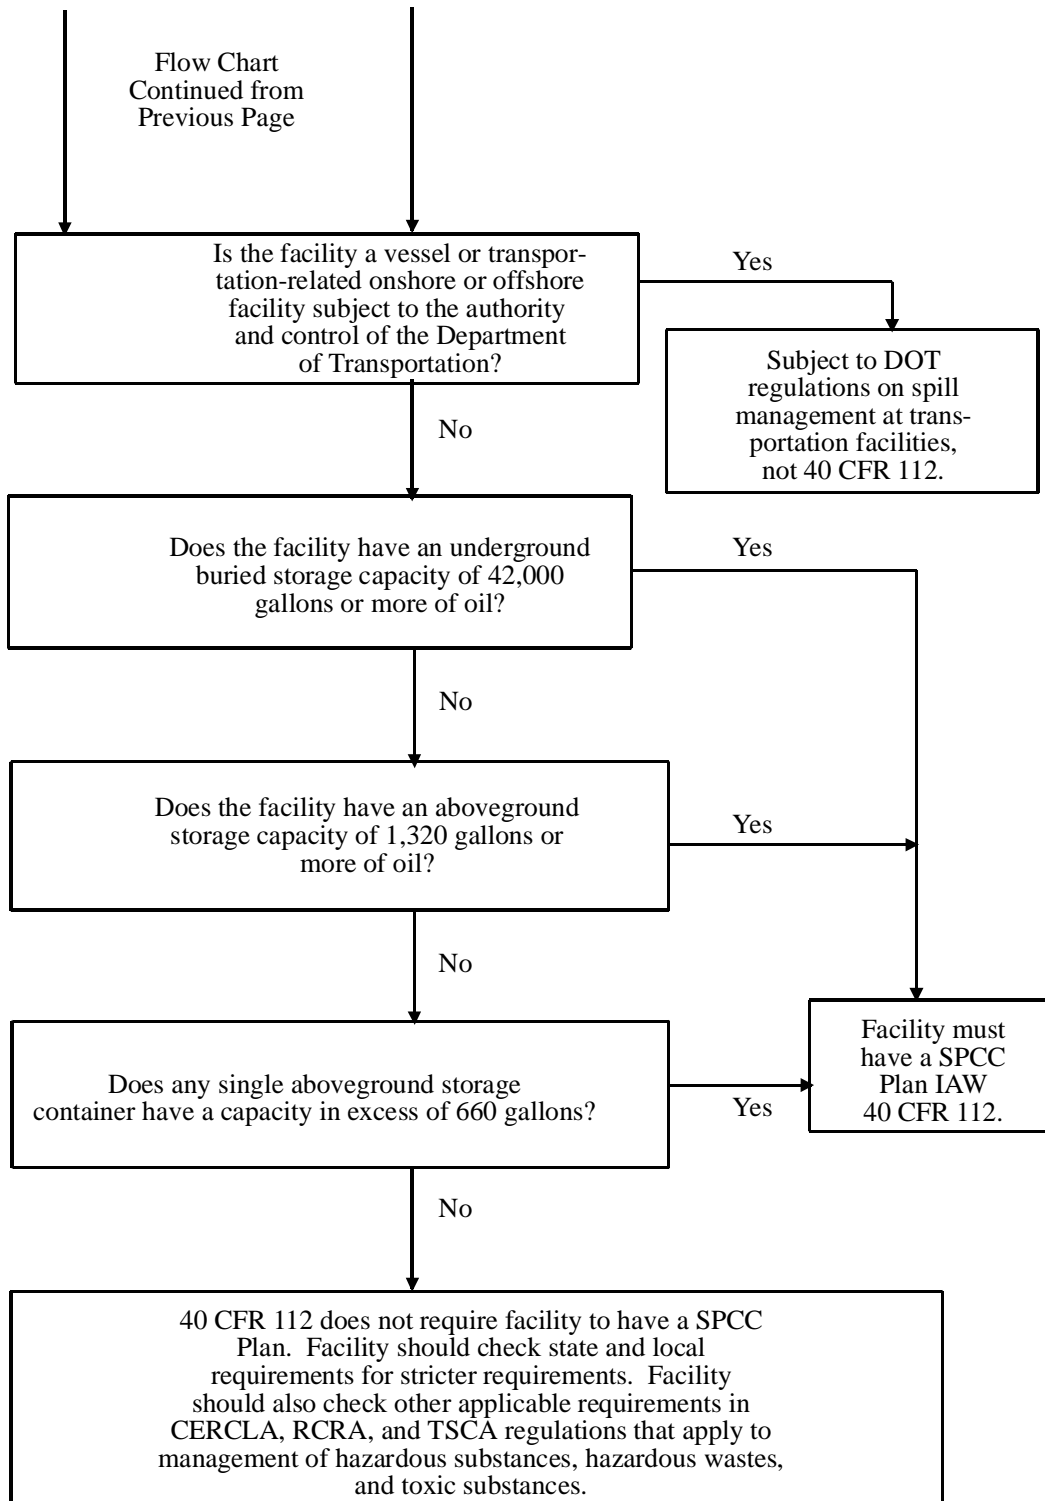 Flow Chart
Continued from
Previous Page
Is the facility a vessel or transpor-
tation-related onshore or offshore
facility subject to the authority
and control of the Department
of Transportation?
Yes
Subject to DOT
regulations on spill
management at trans-
portation facilities,
not 40 CFR 112.
No
Does the facility have an underground
buried storage capacity of 42,000
gallons or more of oil?
Yes
No
Does the facility have an aboveground
storage capacity of 1,320 gallons or
more of oil?
Yes
No
Does any single aboveground storage
container have a capacity in excess of 660 gallons?
Yes
Facility must
have a SPCC
Plan IAW
40 CFR 112.
No
40 CFR 112 does not require facility to have a SPCC
Plan.  Facility should check state and local
requirements for stricter requirements.  Facility
should also check other applicable requirements in
CERCLA, RCRA, and TSCA regulations that apply to
management of hazardous substances, hazardous wastes,
and toxic substances.